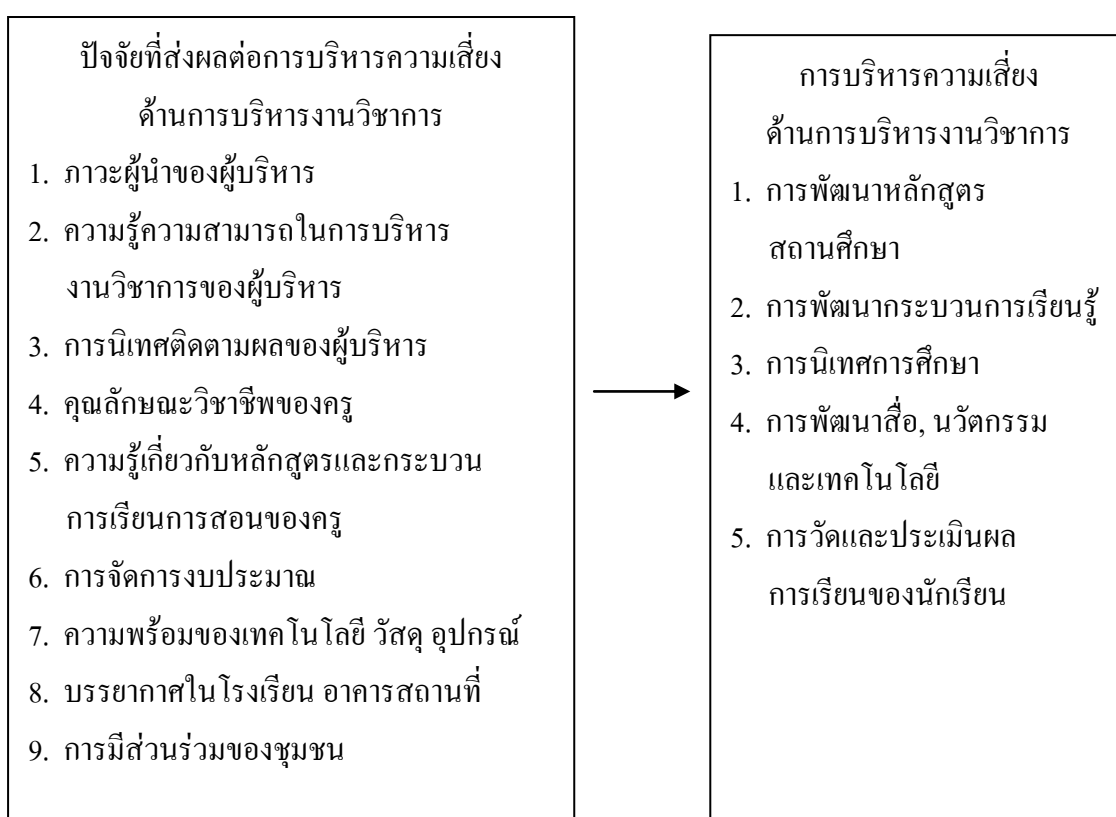 ปัจจัยที่ส่งผลต่อการบริหารความเสี่ยง
ด้านการบริหารงานวิชาการ
1. ภาวะผู้นำของผู้บริหาร
2. ความรู้ความสามารถในการบริหาร
งานวิชาการของผู้บริหาร
3. การนิเทศติดตามผลของผู้บริหาร
4. คุณลักษณะวิชาชีพของครู
5. ความรู้เกี่ยวกับหลักสูตรและกระบวน
การเรียนการสอนของครู
6. การจัดการงบประมาณ
7. ความพร้อมของเทคโนโลยี วัสดุ อุปกรณ์
8. บรรยากาศในโรงเรียน อาคารสถานที่
9. การมีส่วนร่วมของชุมชน
การบริหารความเสี่ยง
ด้านการบริหารงานวิชาการ
1. การพัฒนาหลักสูตร
สถานศึกษา
2. การพัฒนากระบวนการเรียนรู้
3. การนิเทศการศึกษา
4. การพัฒนาสื่อ, นวัตกรรม
และเทคโนโลยี
5. การวัดและประเมินผล
การเรียนของนักเรียน